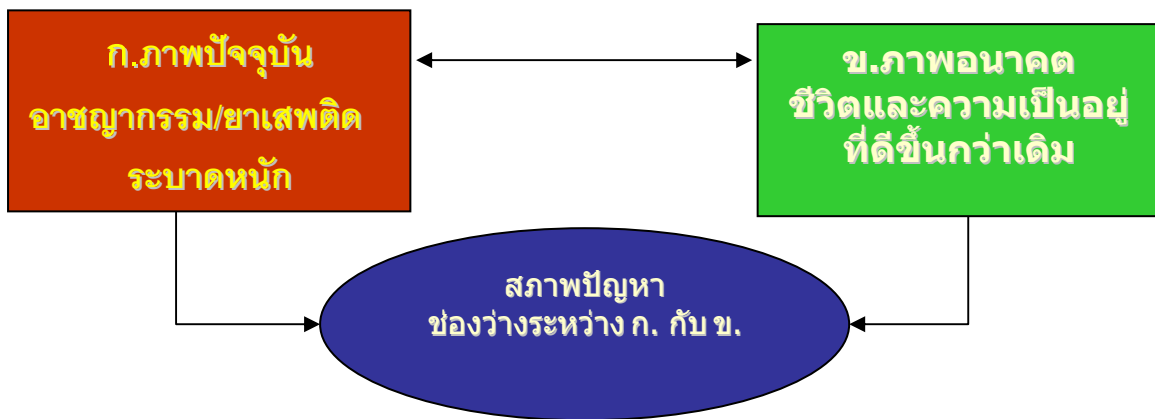 ก.ภาพปัจจุบัน
อาชญากรรม/ยาเสพติด
ระบาดหนัก
ข.ภาพอนาคต
ชีวิตและความเป็นอยู่
ที่ดีขึ้นกว่าเดิม
สภาพปัญหา
ช่องว่างระหว่าง ก. กับ ข.